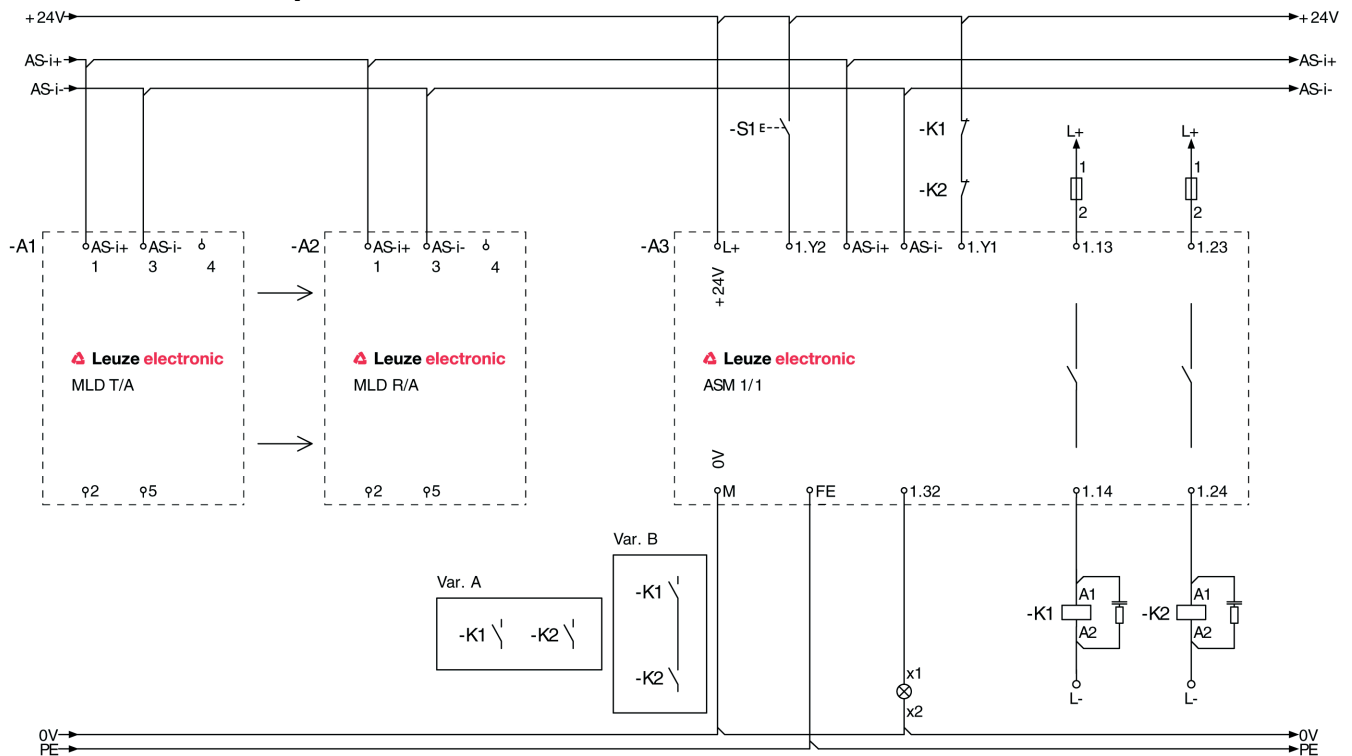 +24V +24V
AS-i+ AS-i+
AS-i- AS-i-
-S1 -K1 L+ L+
1 1
-K2
2 2
-A1 AS-i+ AS-i- -A2 AS-i+ AS-i- -A3 L+ 1.Y2 AS-i+ AS-i- 1.Y1 1.13 1.23
1 3 4 1 3 4
+24V
Leuze electronic Leuze electronic Leuze electronic
MLD T/A MLD R/A ASM 1/1
0V
2 5 2 5 M FE 1.32 1.14 1.24
Var. B
Var. A
-K1
A1 A1
-K1 -K2
-K1 -K2
A2 A2
-K2
x1
L- L-
x2
0V 0V
PE PE